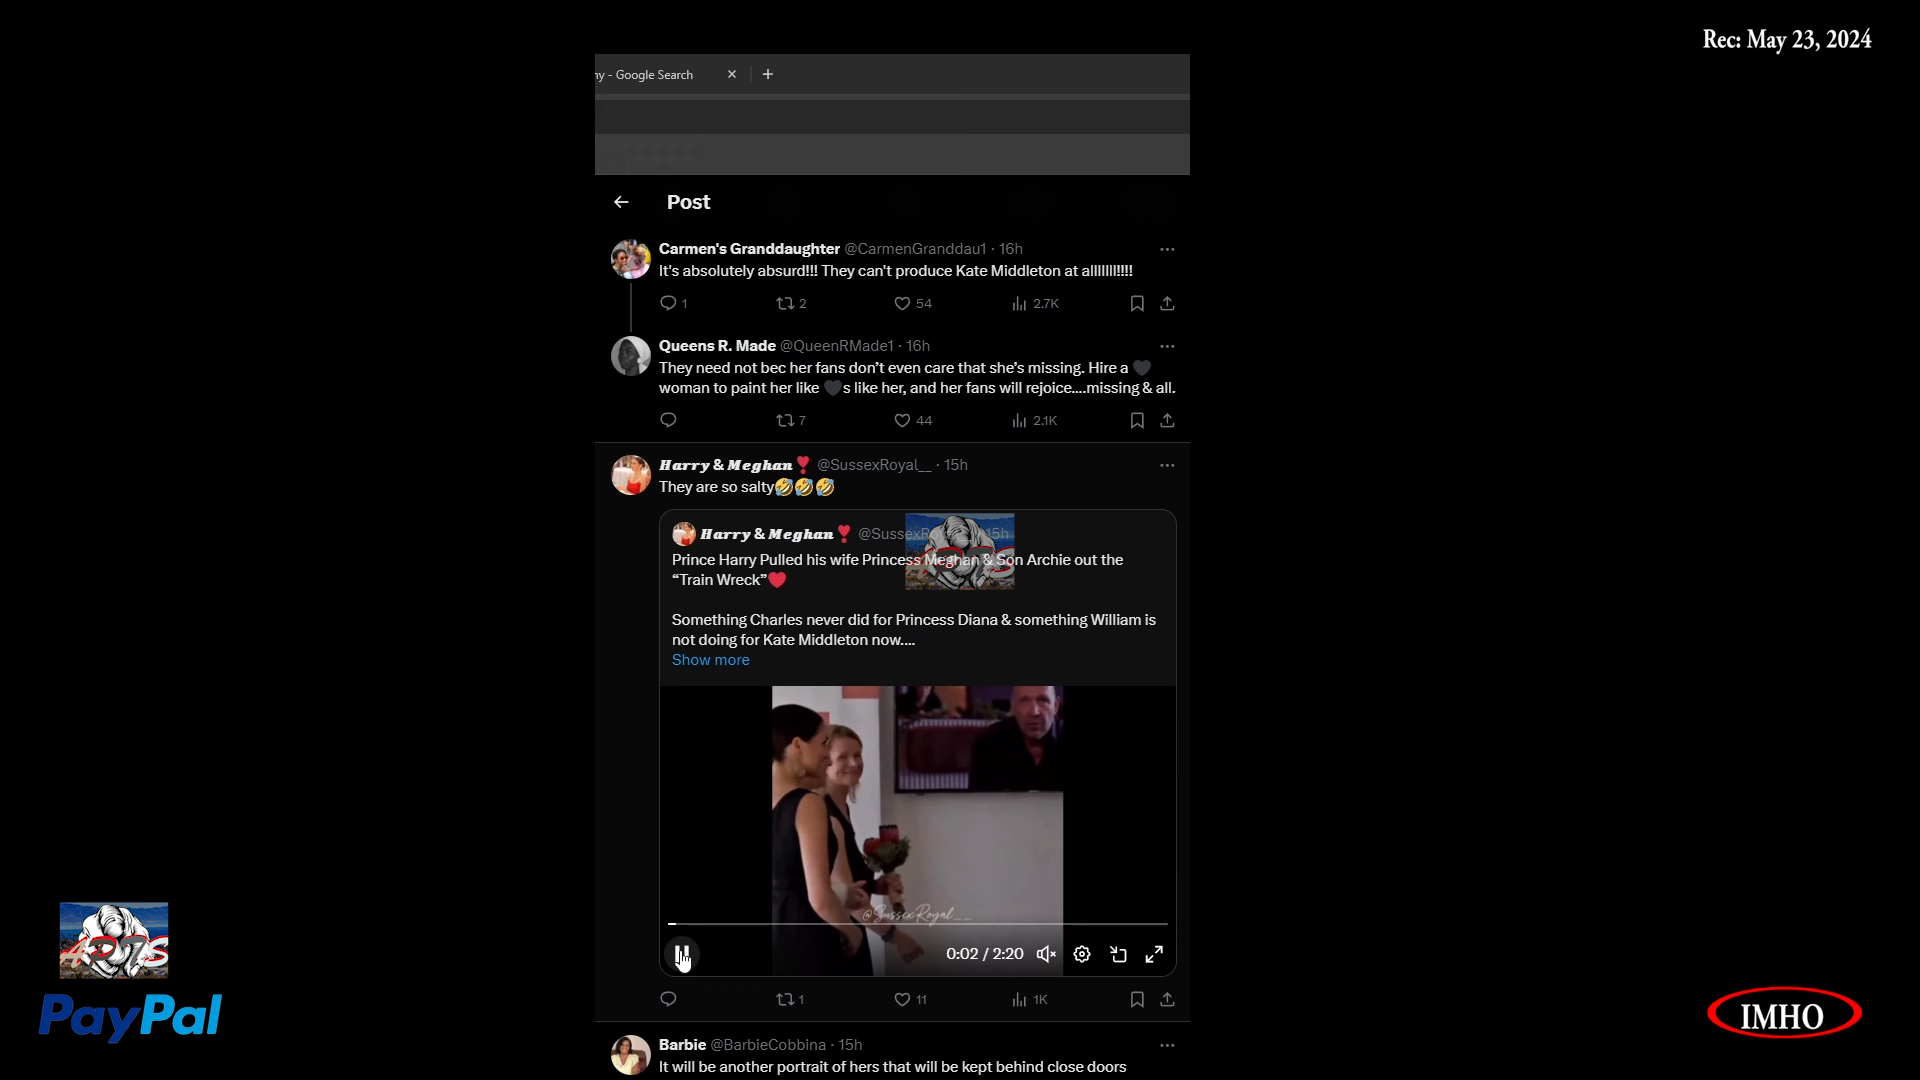 Rec: May 23, 2024
ny - Google Search
Post
Carmen's Granddaughter @CarmenGranddau1 · 16h
It's absolutely absurd!!! They can't produce Kate Middleton at alllllll!!!!
1 2 54 2.7K
Queens R. Made @QueenRMade1 · 16h
They need not bec her fans don’t even care that she’s missing. Hire a 🖤
woman to paint her like 🖤s like her, and her fans will rejoice....missing & all.
7 44 2.1K
Harry & Meghan❣ @SussexRoyal__ · 15h
They are so salty🤣🤣🤣
Harry & Meghan❣ 15h
Prince Harry Pulled his wife Princess Meghan & Son Archie out the
“Train Wreck”❤
Something Charles never did for Princess Diana & something William is
not doing for Kate Middleton now....
Show more
@SussexRoyal__
0:02 / 2:20
1 11 1K
PayPal
IMHO
Barbie @BarbieCobbina · 15h
It will be another portrait of hers that will be kept behind close doors